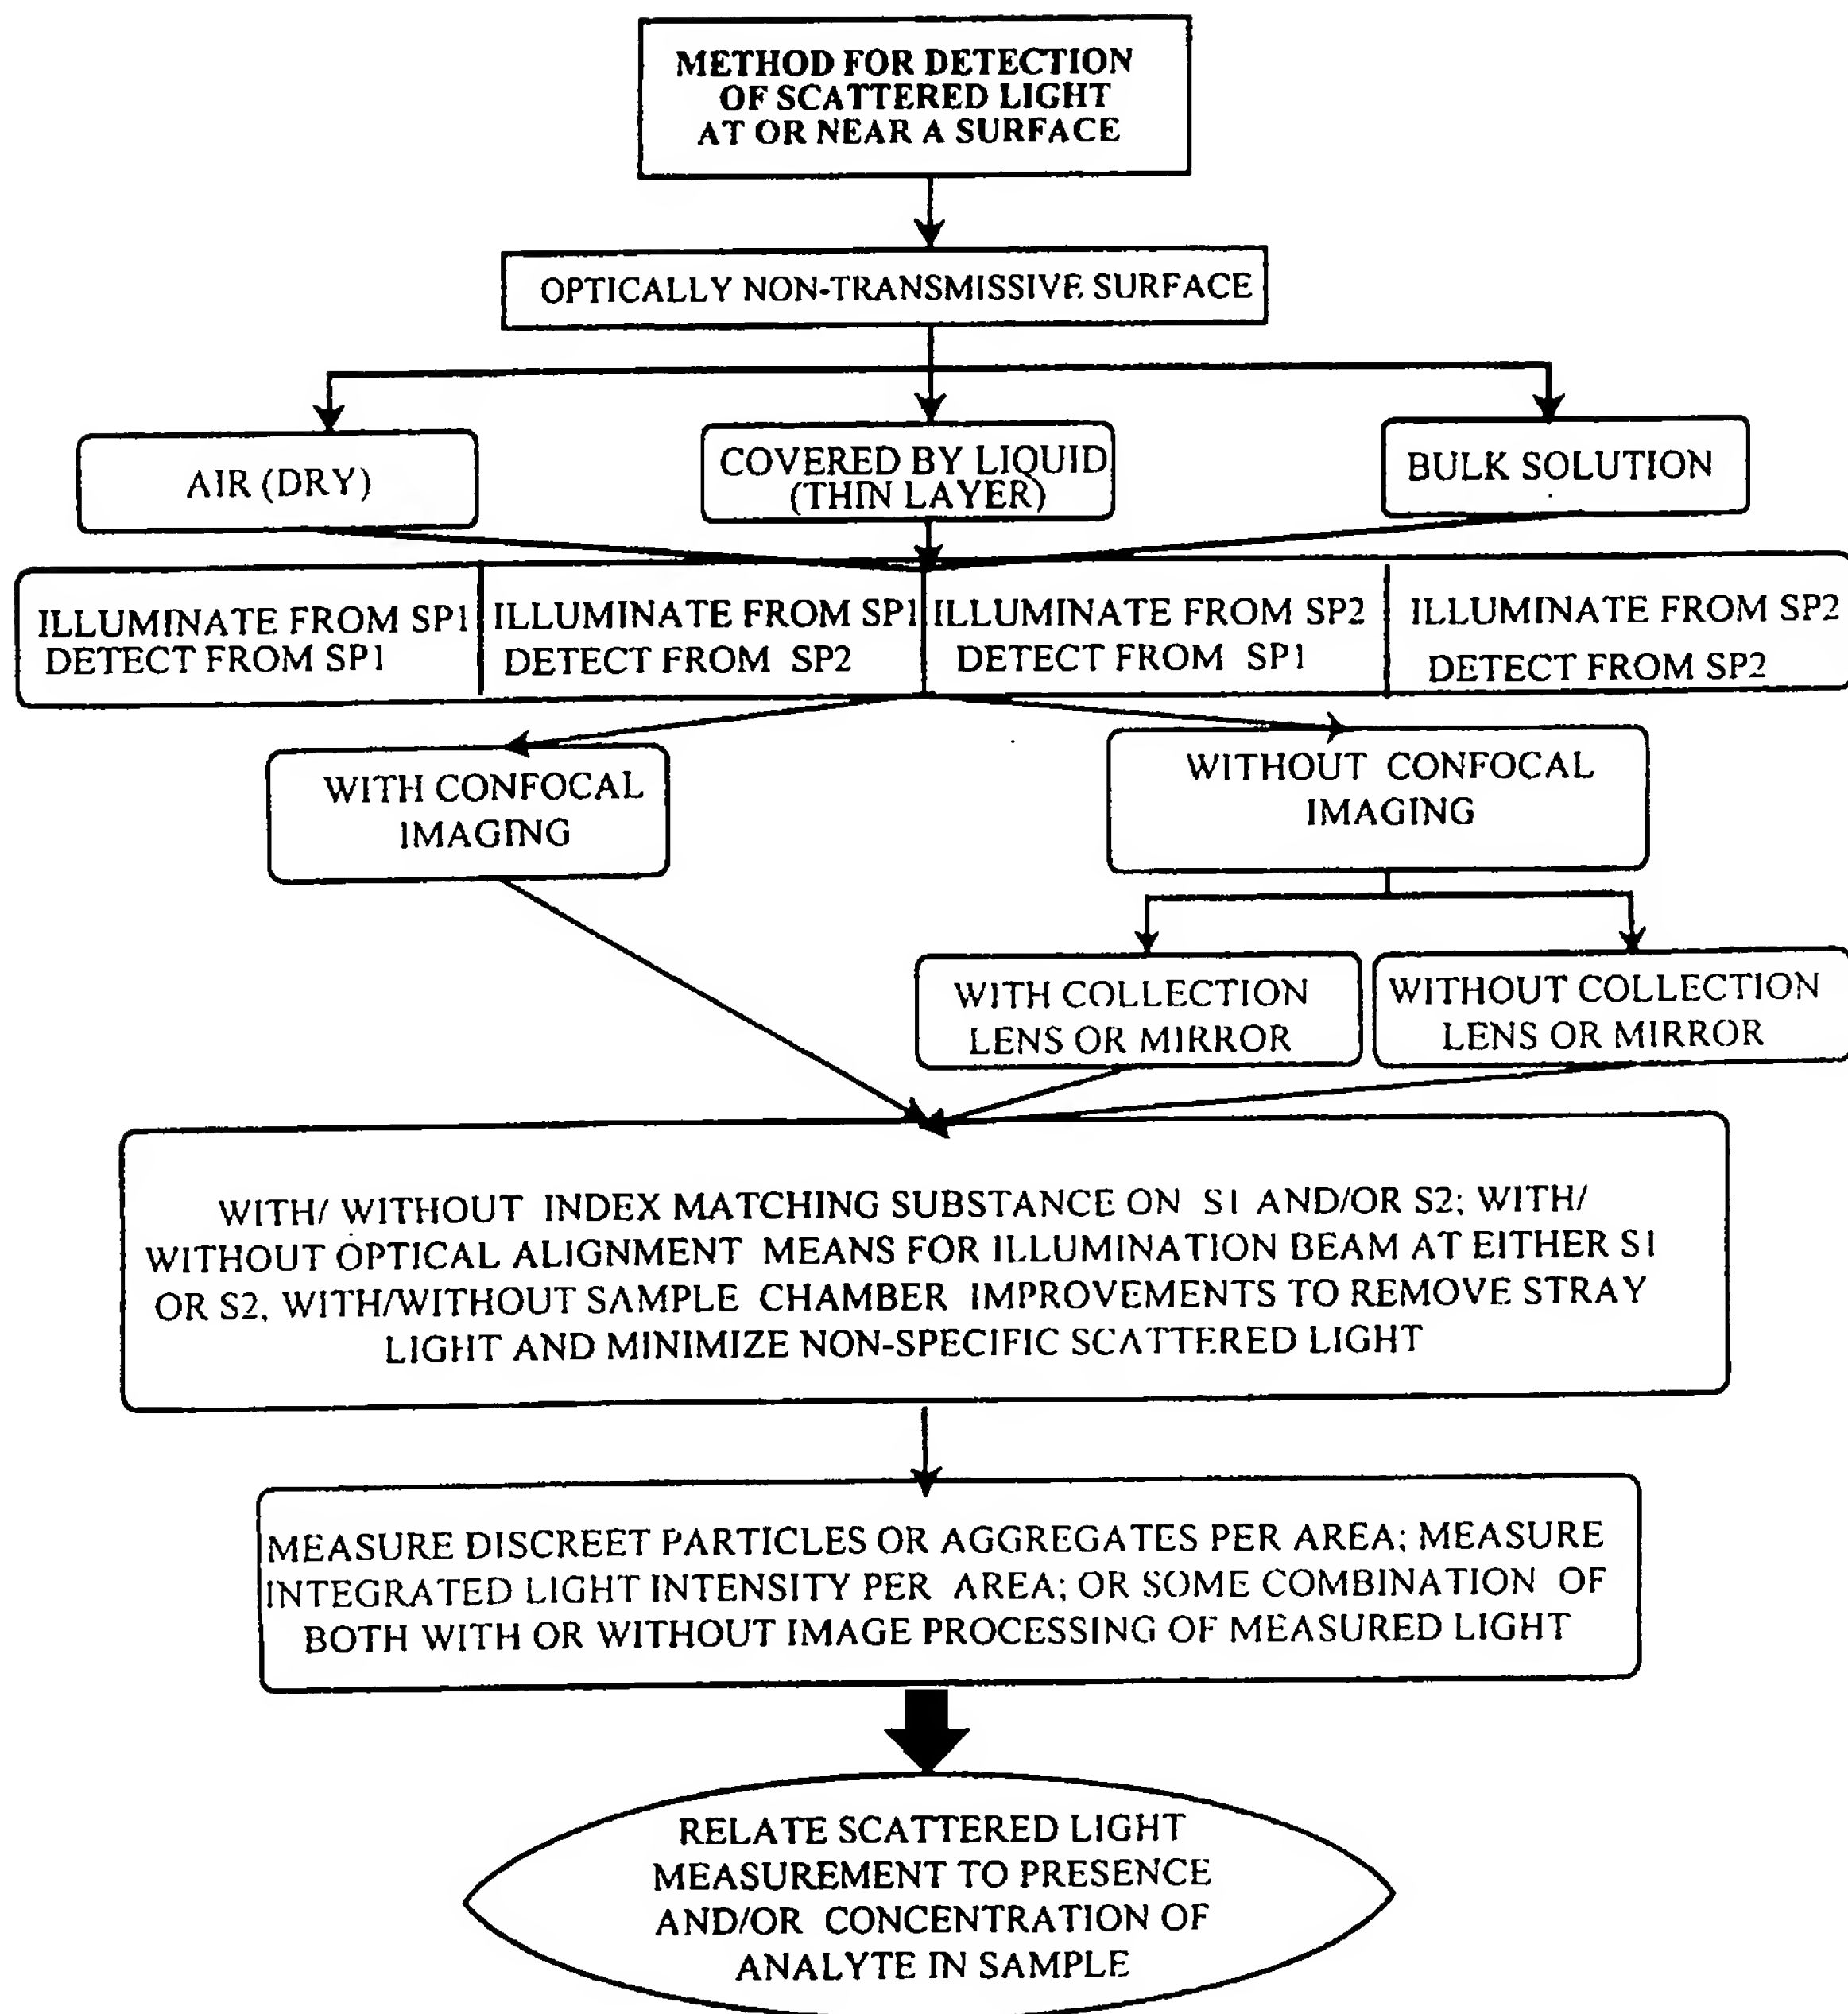 METHOD FOR DETECTION
OF SCATTERED LIGHT
AT OR NEAR A SURFACE
OPTICALLY NON-TRANSMISSIVE SURFACE
AIR (DRY)
COVERED BY LIQUID
(THIN LAYER)
BULK SOLUTION
ILLUMINATE FROM SP1
DETECT FROM SP1
ILLUMINATE FROM SP1
DETECT FROM SP2
ILLUMINATE FROM SP2
DETECT FROM SP1
ILLUMINATE FROM SP2
DETECT FROM SP2
WITH CONFOCAL
IMAGING
WITHOUT CONFOCAL
IMAGING
WITH COLLECTION
LENS OR MIRROR
WITHOUT COLLECTION
LENS OR MIRROR
WITH/ WITHOUT INDEX MATCHING SUBSTANCE ON S1 AND/OR S2; WITH/
WITHOUT OPTICAL ALIGNMENT MEANS FOR ILLUMINATION BEAM AT EITHER S1
OR S2, WITH/WITHOUT SAMPLE CHAMBER IMPROVEMENTS TO REMOVE STRAY
LIGHT AND MINIMIZE NON-SPECIFIC SCATTERED LIGHT
MEASURE DISCREET PARTICLES OR AGGREGATES PER AREA; MEASURE
INTEGRATED LIGHT INTENSITY PER AREA; OR SOME COMBINATION OF
BOTH WITH OR WITHOUT IMAGE PROCESSING OF MEASURED LIGHT
RELATE SCATTERED LIGHT
MEASUREMENT TO PRESENCE
AND/OR CONCENTRATION OF
ANALYTE IN SAMPLE